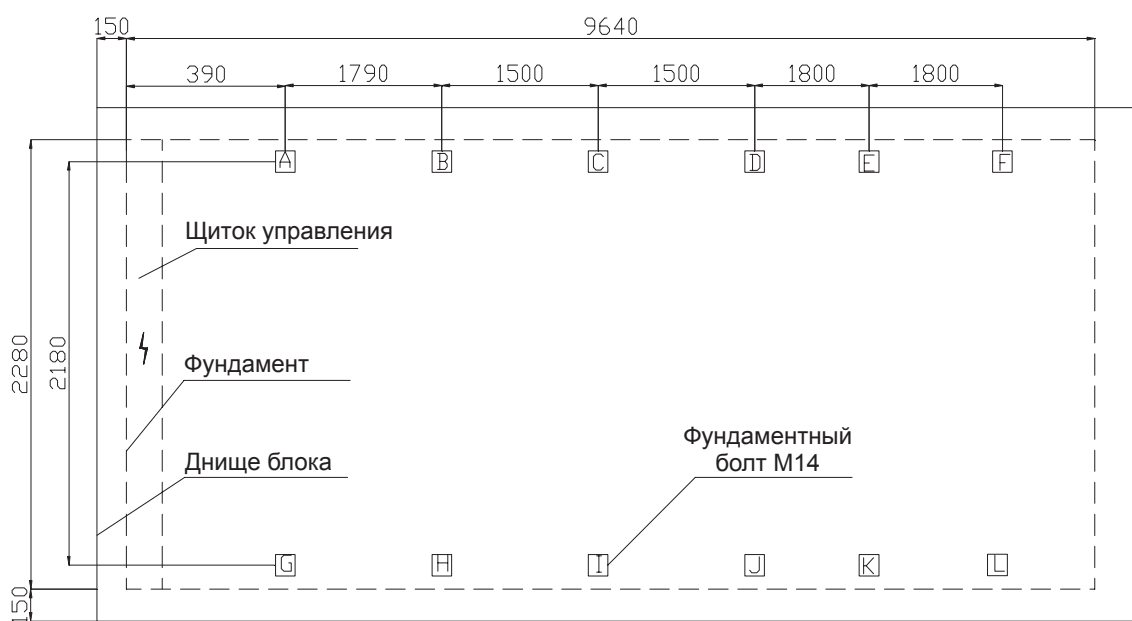 150
9640
390
1790
1500
1500
1800
1800
A
B
C
D
E
F
Щиток управления
2280
2180
Фундамент
Фундаментный
болт М14
Днище блока
G
H
I
J
K
L
150